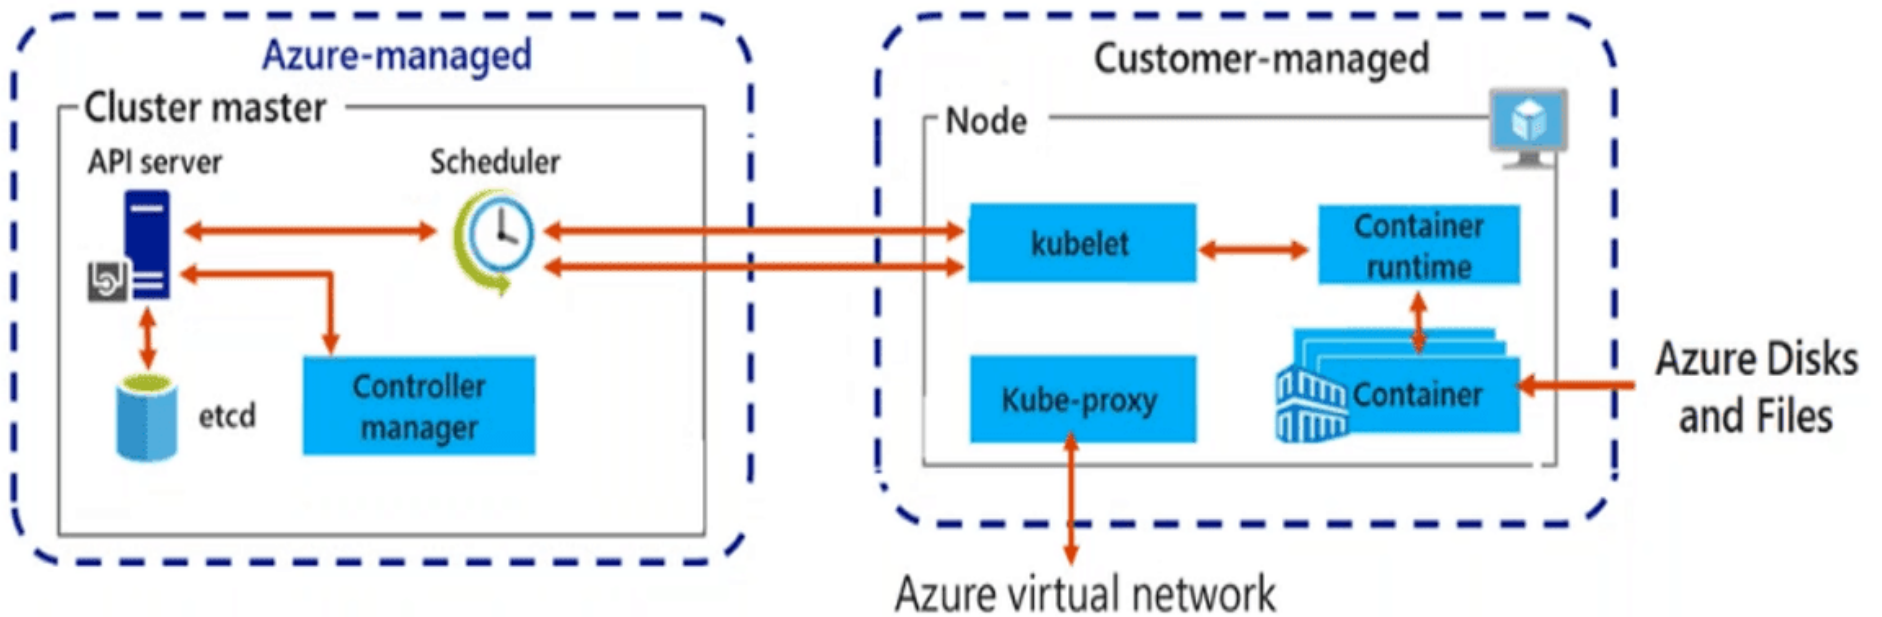 Azure-managed
Cluster master
API server
Scheduler
etcd
Controller
manager
Customer-managed
Node
kubelet
Container
runtime
Kube-proxy
Container
Azure Disks
and Files
Azure virtual network